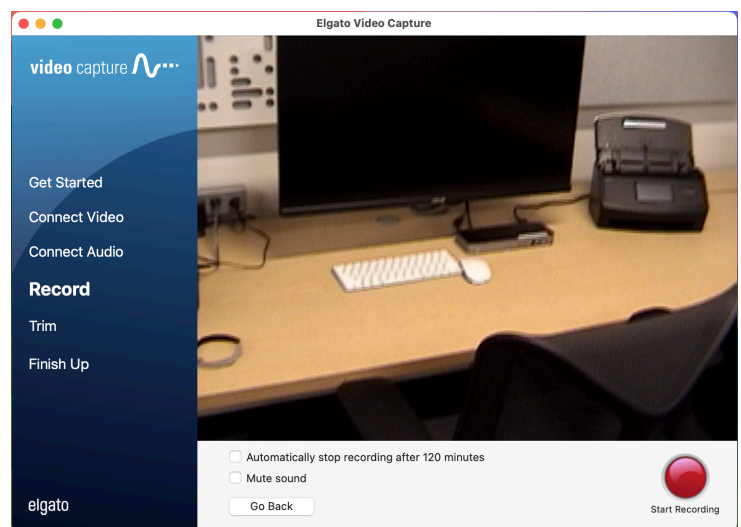 Elgato Video Capture
video capture
Get Started
Connect Video
Connect Audio
Record
Trim
Finish Up
elgato
Automatically stop recording after 120 minutes
Mute sound
Go Back
Start Recording